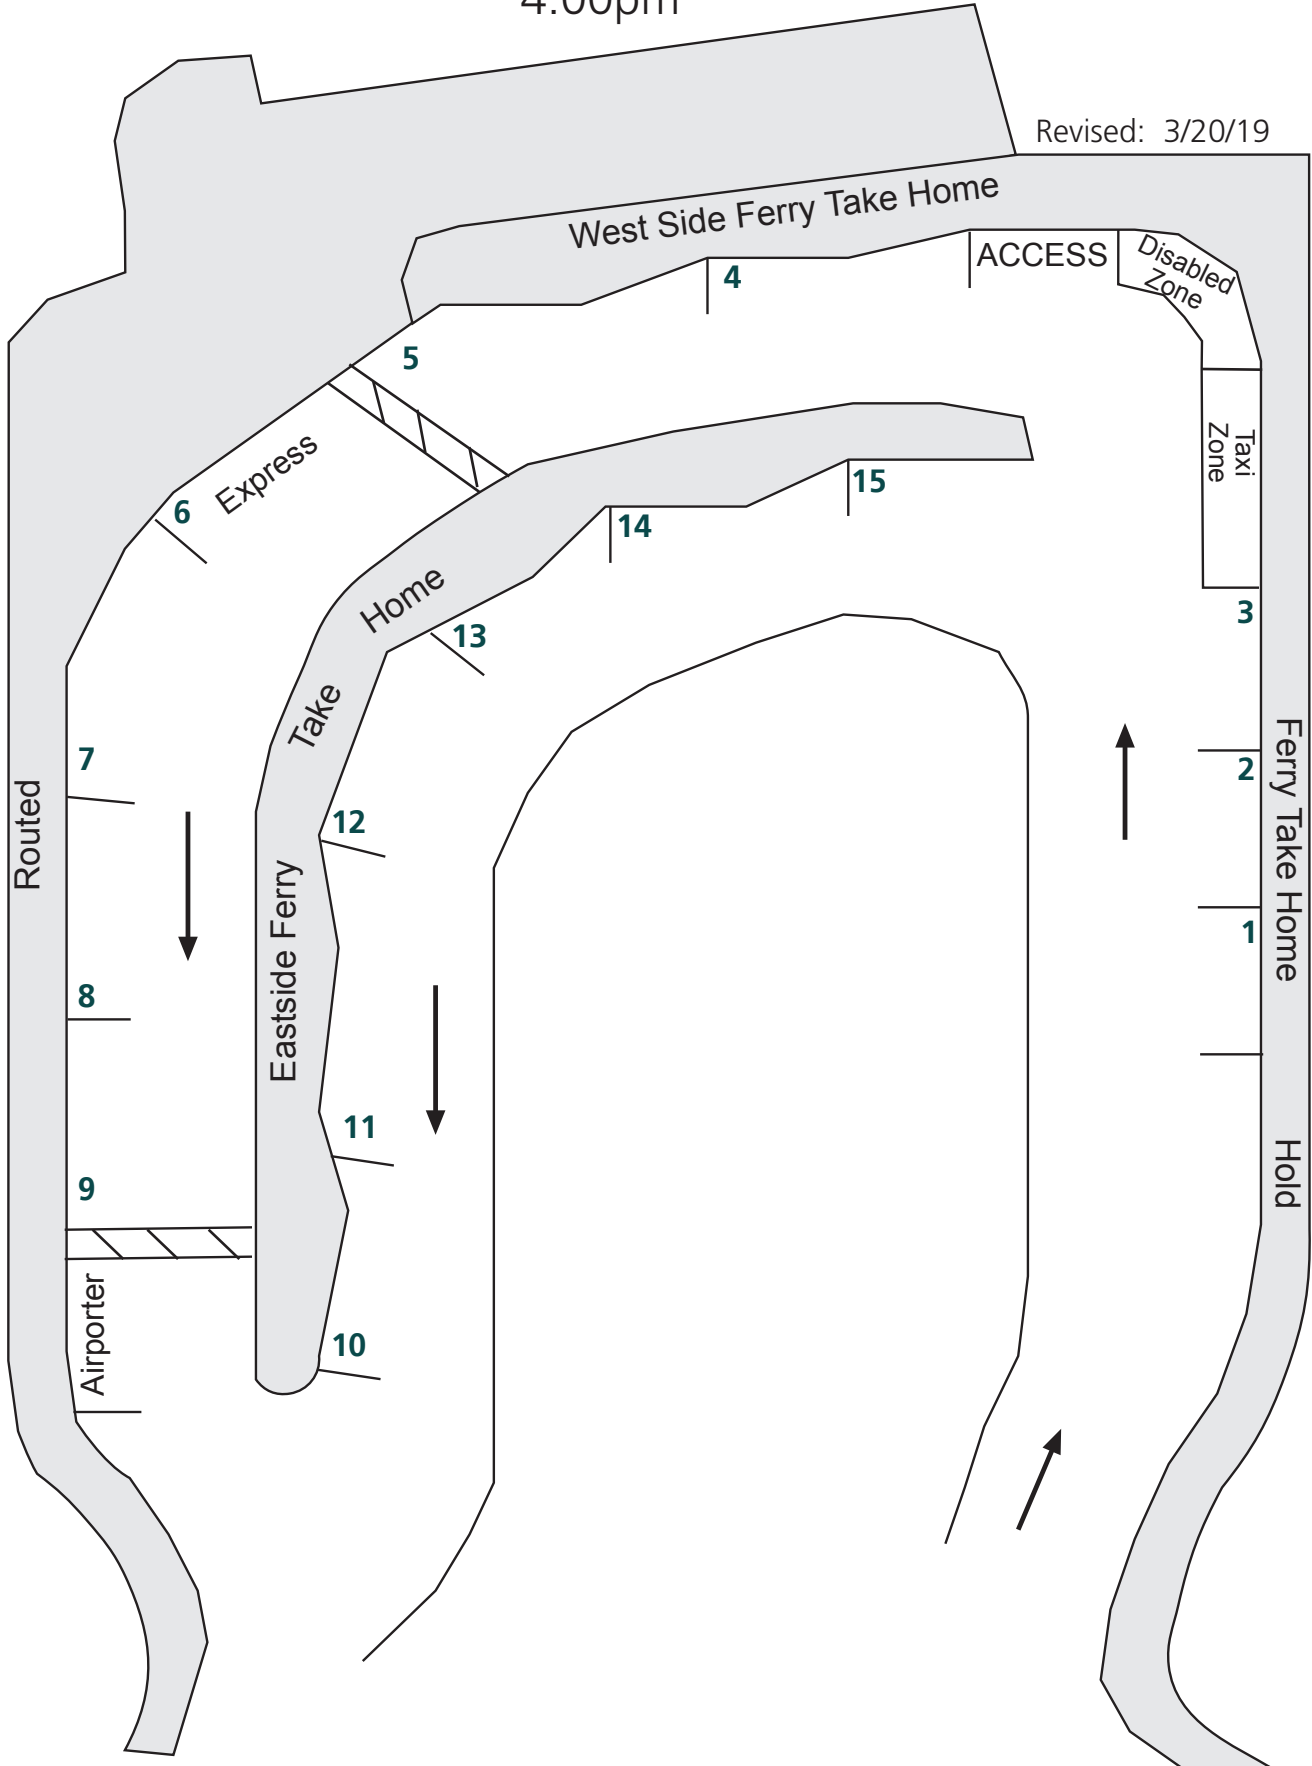 4:00pm
Revised: 3/20/19
West Side Ferry Take Home
ACCESS
Disabled
Zone
4
5
Express
6
Taxi
Zone
15
14
Home
13
3
Take
7
2
Ferry Take Home
Routed
12
Eastside Ferry
1
8
11
Hold
9
Airporter
10